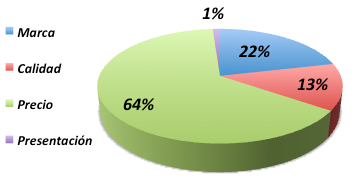 1%
Marca
22%
Calidad
13%
Precio
64%
Presentación